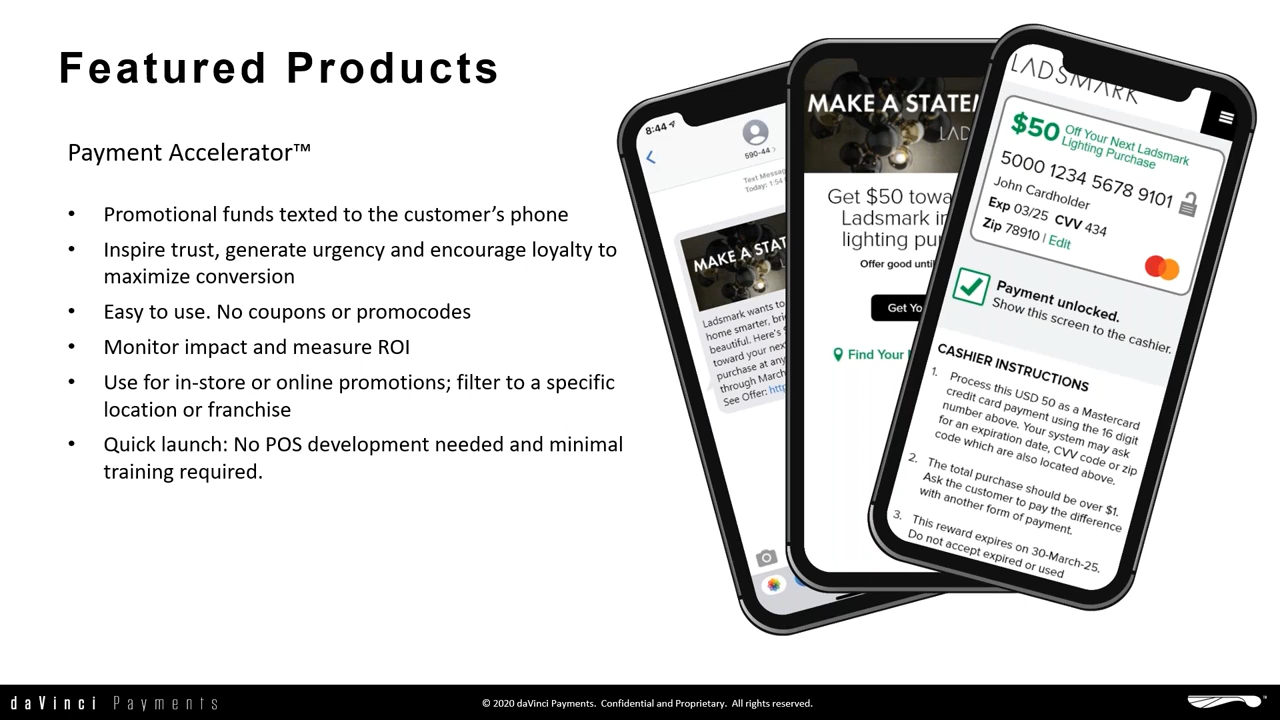 Featured Products
Payment Accelerator™
• Promotional funds texted to the customer’s phone
• Inspire trust, generate urgency and encourage loyalty to
maximize conversion
• Easy to use. No coupons or promocodes
• Monitor impact and measure ROI
• Use for in-store or online promotions; filter to a specific
location or franchise
• Quick launch: No POS development needed and minimal
training required.
8:44
590-44 >
Text Messag
Today: 1:54
MAKE A STAT
Ladsmark wants to
home smarter, bri
beautiful. Here's
toward your nex
purchase at any
through March
See Offer: http
MAKE A STATE
LAD
Get $50 towa
Ladsmark in
lighting pu
Offer good until
Get Yo
Find Your
LADSMARK
$50 Off Your Next Ladsmark
Lighting Purchase
5000 1234 5678 9101
John Cardholder
Exp 03/25 CVV 434
Zip 78910 | Edit
Payment unlocked.
Show this screen to the cashier.
CASHIER INSTRUCTIONS
1. Process this USD 50 as a Mastercard
credit card payment using the 16 digit
number above. Your system may ask
for an expiration date, CVV code or zip
code which are also located above.
2. The total purchase should be over $1.
Ask the customer to pay the difference
with another form of payment.
3. This reward expires on 30-March-25.
Do not accept expired or used
daVinci Payments
© 2020 daVinci Payments. Confidential and Proprietary. All rights reserved.